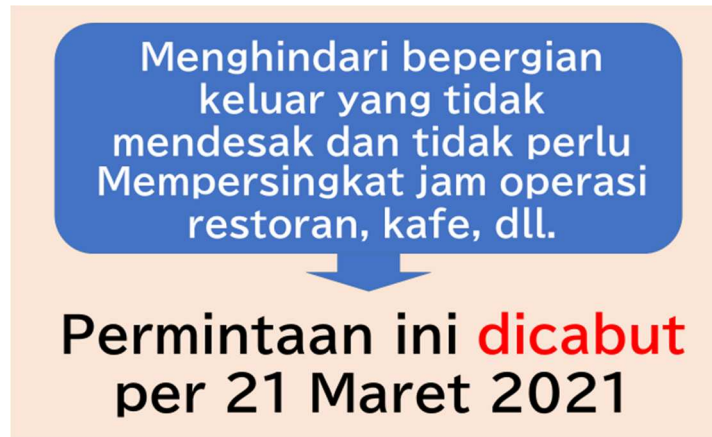 Menghindari bepergian
keluar yang tidak
mendesak dan tidak perlu
Mempersingkat jam operasi
restoran, kafe, dll.
Permintaan ini dicabut
per 21 Maret 2021